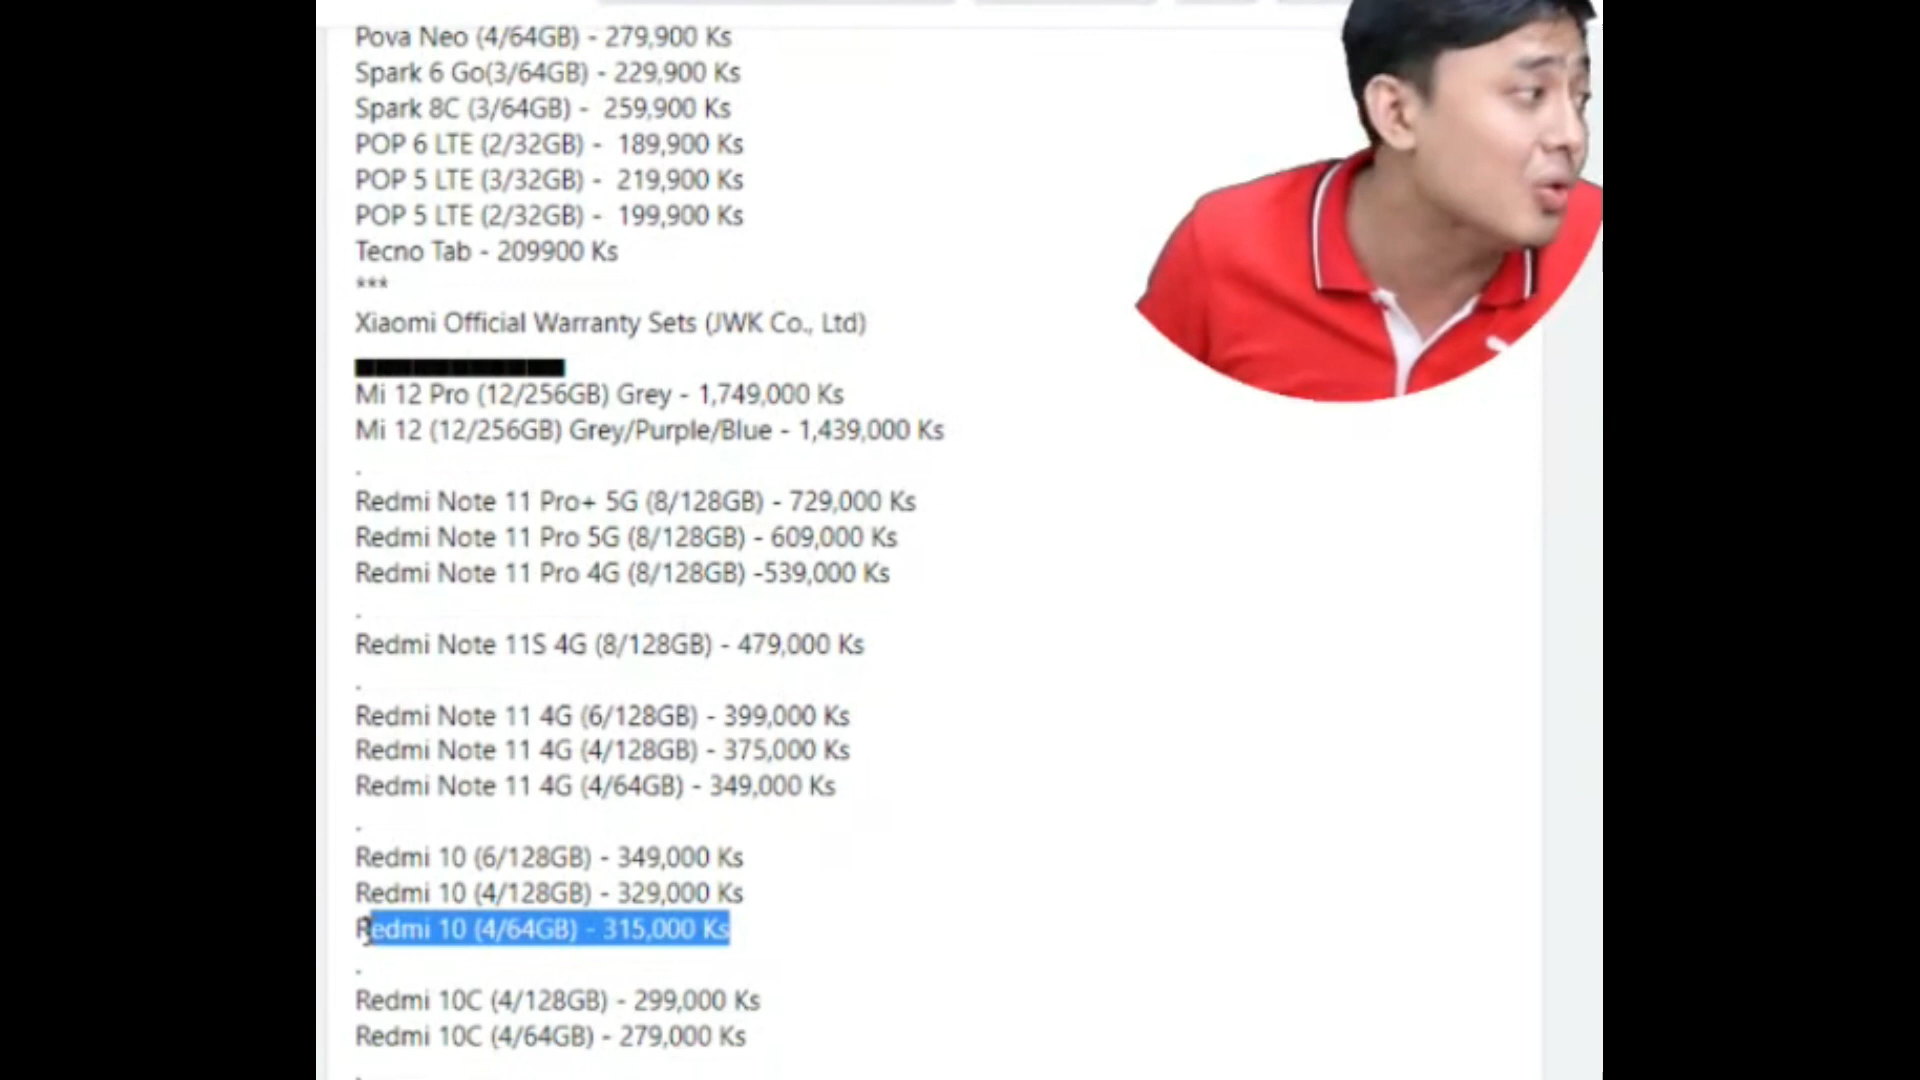 Pova Neo (4/64GB) - 279,900 Ks
Spark 6 Go(3/64GB) - 229,900 Ks
Spark 8C (3/64GB) -  259,900 Ks
POP 6 LTE (2/32GB) -  189,900 Ks
POP 5 LTE (3/32GB) -  219,900 Ks
POP 5 LTE (2/32GB) -  199,900 Ks
Tecno Tab - 209900 Ks
***
Xiaomi Official Warranty Sets (JWK Co., Ltd)
Mi 12 Pro (12/256GB) Grey - 1,749,000 Ks
Mi 12 (12/256GB) Grey/Purple/Blue - 1,439,000 Ks
.
Redmi Note 11 Pro+ 5G (8/128GB) - 729,000 Ks
Redmi Note 11 Pro 5G (8/128GB) - 609,000 Ks
Redmi Note 11 Pro 4G (8/128GB) -539,000 Ks
.
Redmi Note 11S 4G (8/128GB) - 479,000 Ks
.
Redmi Note 11 4G (6/128GB) - 399,000 Ks
Redmi Note 11 4G (4/128GB) - 375,000 Ks
Redmi Note 11 4G (4/64GB) - 349,000 Ks
.
Redmi 10 (6/128GB) - 349,000 Ks
Redmi 10 (4/128GB) - 329,000 Ks
Redmi 10 (4/64GB) - 315,000 Ks
.
Redmi 10C (4/128GB) - 299,000 Ks
Redmi 10C (4/64GB) - 279,000 Ks
.